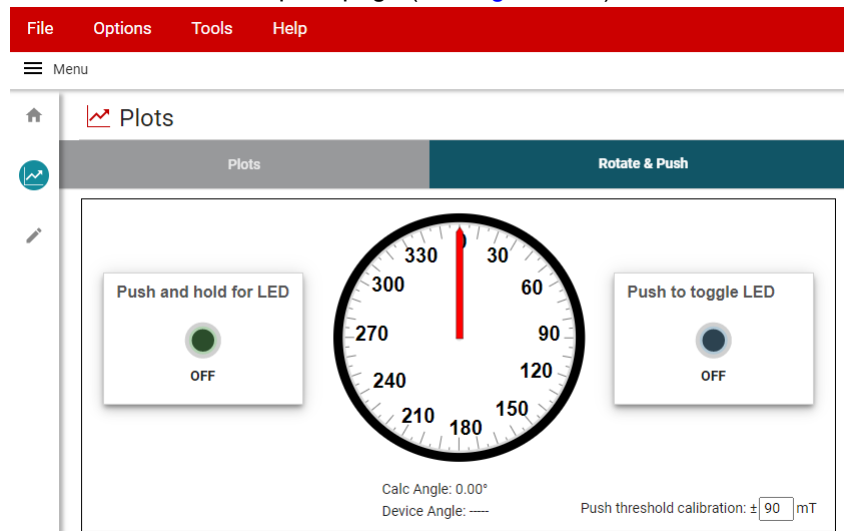 File Options Tools Help
Menu
Plots
Plots Rotate & Push
0
330 30
300 60
270 90
240 120
210 150
180
Push and hold for LED
OFF
Push to toggle LED
OFF
Calc Angle: 0.00°
Device Angle: -----
Push threshold calibration: ± 90 mT